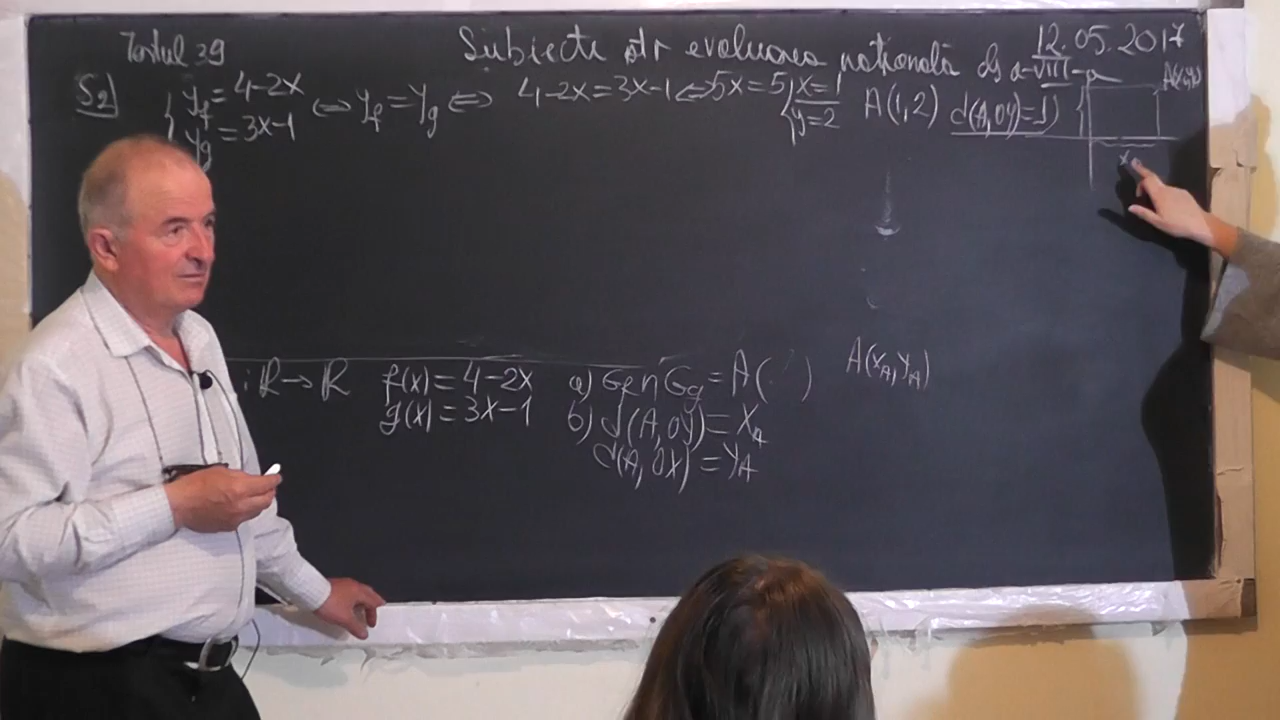 Testul 39 Subiecte ptr evaluarea națională cls a-VIII-a 12.05.2017
S2] { y_f = 4-2x ⇔ y_f = y_g ⇔ 4-2x = 3x-1 ⇔ 5x = 5 { x = 1 A(1,2) d(A,OY) = 1
y_g = 3x-1 y = 2
x
: R → R f(x) = 4-2x a) G_f ∩ G_g = A( ) A(x_A, y_A)
g(x) = 3x-1 b) d(A,OY) = x_A
d(A,OX) = y_A